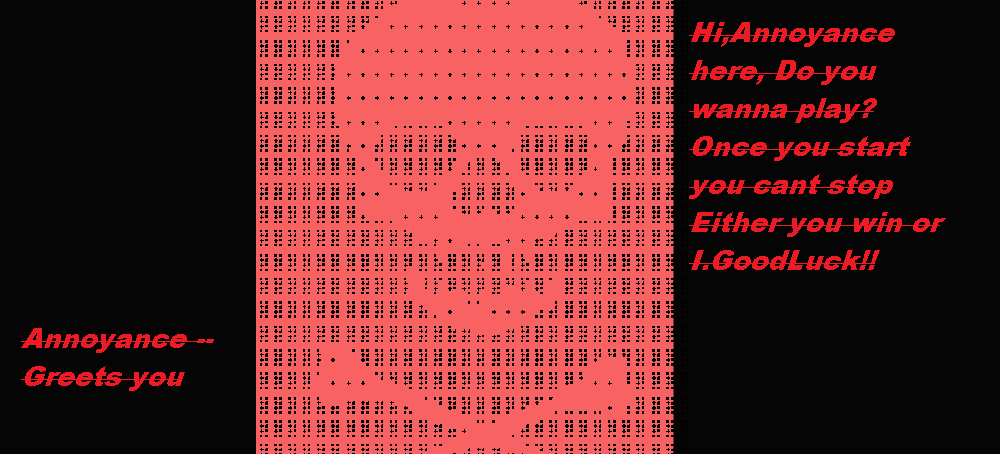 Annoyance --
Greets you
Hi,Annoyance
here, Do you
wanna play?
Once you start
you cant stop
Either you win or
I.GoodLuck!!